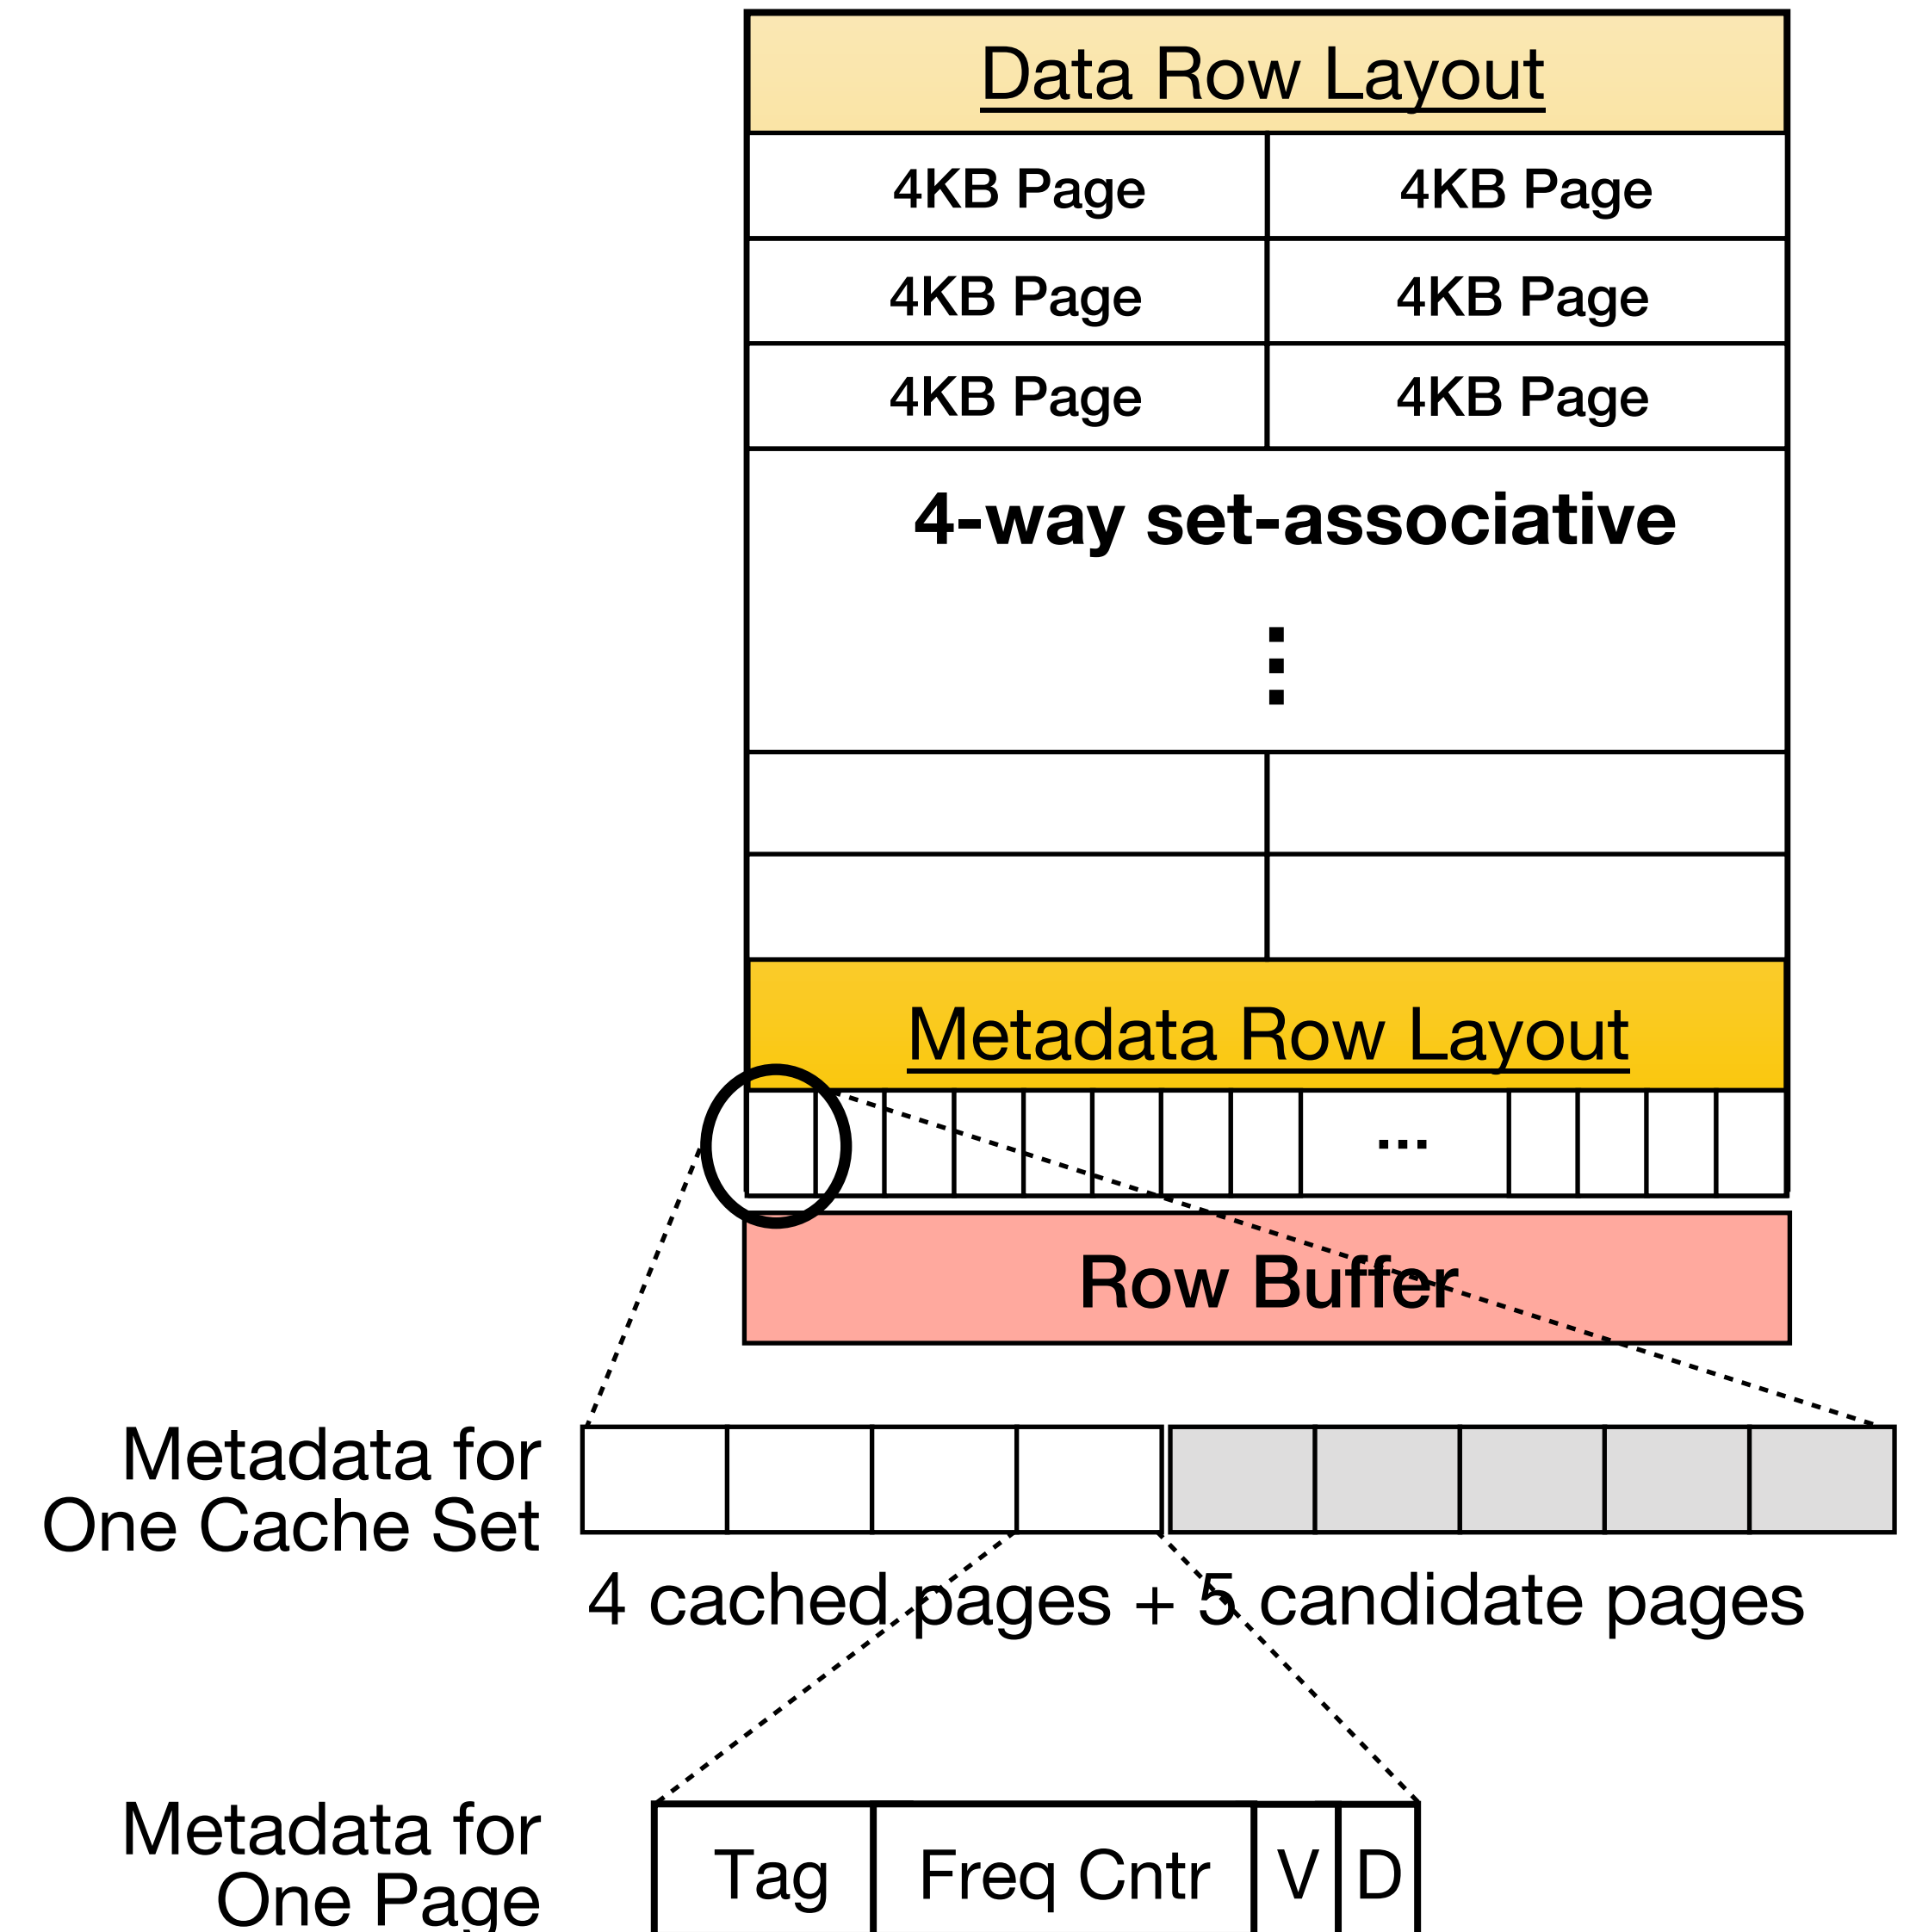 Data Row Layout
4KB Page 4KB Page
4KB Page 4KB Page
4KB Page 4KB Page
4-way set-associative
⋮
Metadata Row Layout
...
Row Buffer
Metadata for
One Cache Set
4 cached pages + 5 candidate pages
Metadata for
One Page
Tag Freq Cntr V D